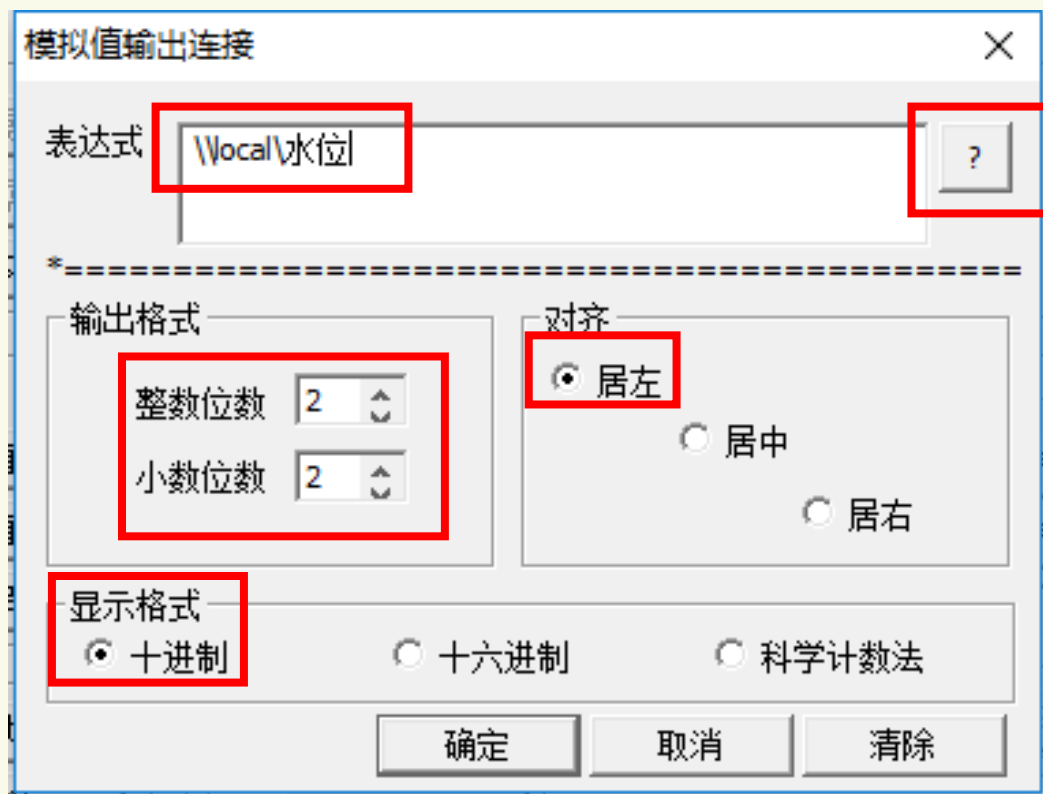 模拟值输出连接
表达式 \\local\水位 ?
*============================================
输出格式 对齐
整数位数 2 居左
居中
小数位数 2
居右
显示格式
十进制 十六进制 科学计数法
确定 取消 清除